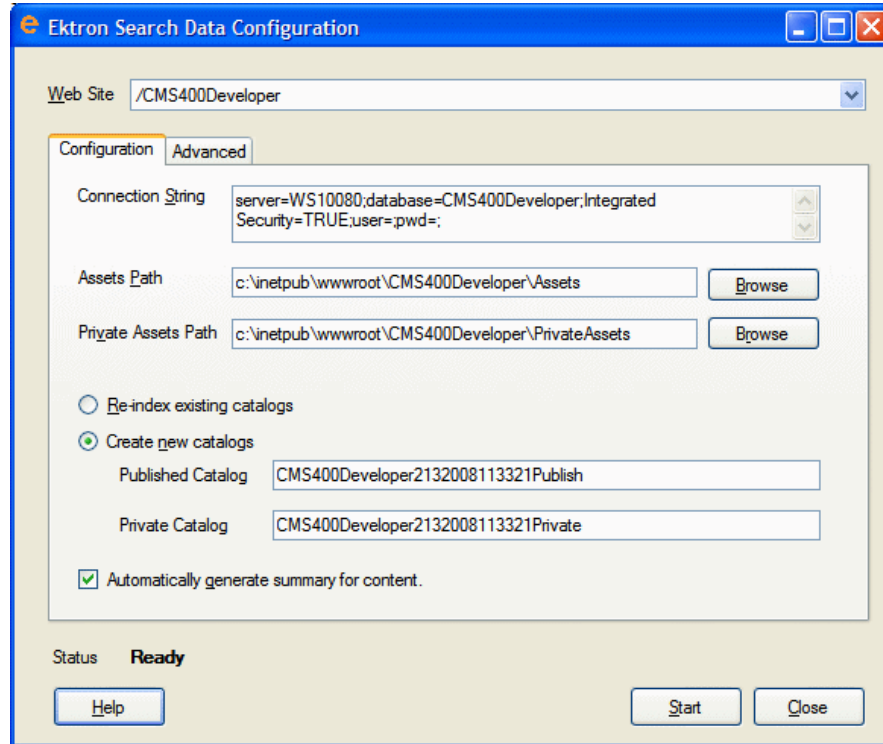 Ektron Search Data Configuration
Web Site /CMS400Developer
Configuration Advanced
Connection String server=WS10080;database=CMS400Developer;Integrated
Security=TRUE;user=;pwd=;
Assets Path c:\inetpub\wwwroot\CMS400Developer\Assets Browse
Private Assets Path c:\inetpub\wwwroot\CMS400Developer\PrivateAssets Browse
Re-index existing catalogs
Create new catalogs
Published Catalog CMS400Developer2132008113321Publish
Private Catalog CMS400Developer2132008113321Private
Automatically generate summary for content.
Status Ready
Help Start Close